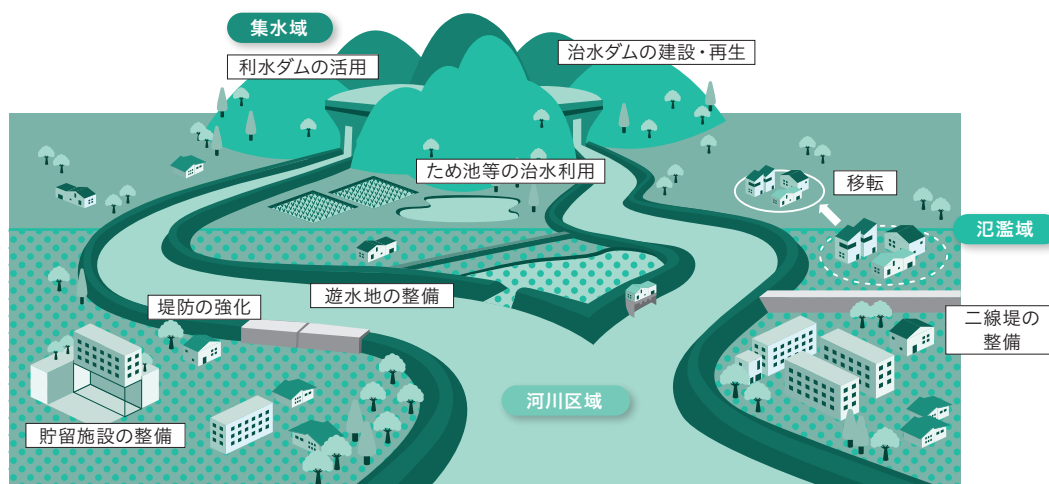 集水域
利水ダムの活用
治水ダムの建設・再生
ため池等の治水利用
移転
氾濫域
遊水地の整備
堤防の強化
二線堤の
整備
河川区域
貯留施設の整備